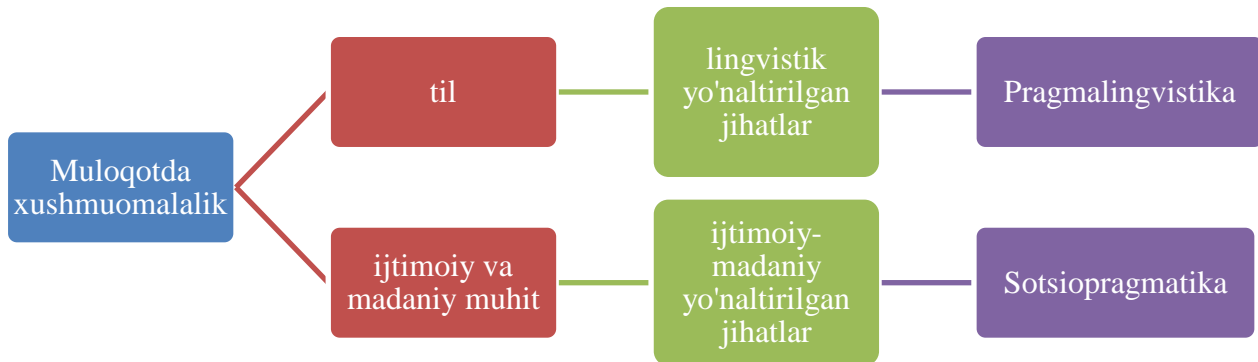 Muloqotda
xushmuomalalik
til
lingvistik
yo'naltirilgan
jihatlar
Pragmalingvistika
ijtimoiy va
madaniy muhit
ijtimoiy-
madaniy
yo'naltirilgan
jihatlar
Sotsiopragmatika